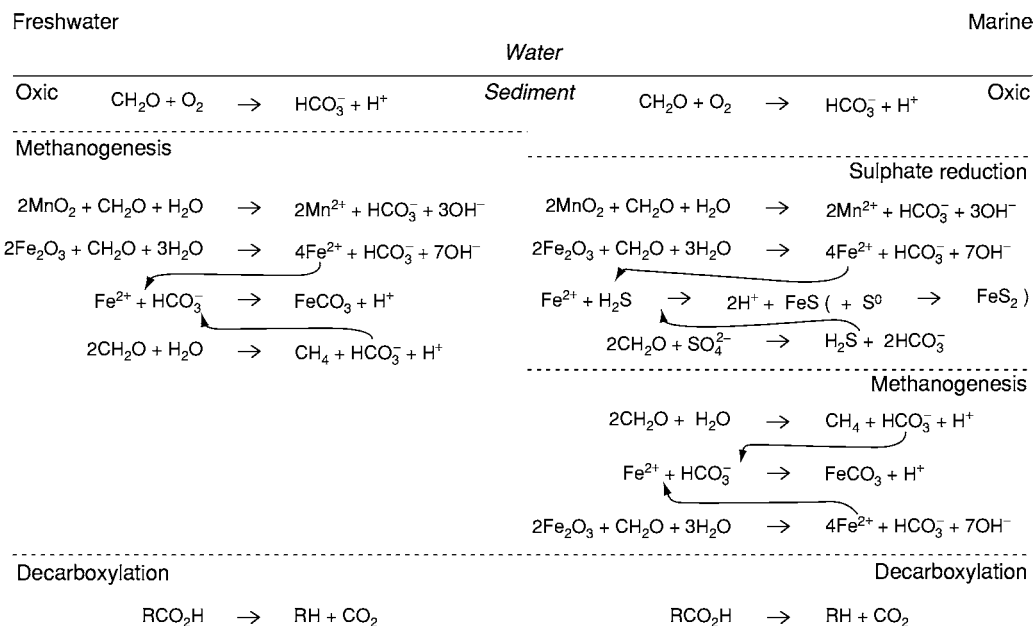 Freshwater Marine
Water
Oxic CH₂O + O₂ → HCO₃⁻ + H⁺ Sediment CH₂O + O₂ → HCO₃⁻ + H⁺ Oxic
Methanogenesis
Sulphate reduction
2MnO₂ + CH₂O + H₂O → 2Mn²⁺ + HCO₃⁻ + 3OH⁻ 2MnO₂ + CH₂O + H₂O → 2Mn²⁺ + HCO₃⁻ + 3OH⁻
2Fe₂O₃ + CH₂O + 3H₂O → 4Fe²⁺ + HCO₃⁻ + 7OH⁻ 2Fe₂O₃ + CH₂O + 3H₂O → 4Fe²⁺ + HCO₃⁻ + 7OH⁻
Fe²⁺ + HCO₃⁻ → FeCO₃ + H⁺ Fe²⁺ + H₂S → 2H⁺ + FeS ( + S⁰ → FeS₂ )
2CH₂O + H₂O → CH₄ + HCO₃⁻ + H⁺ 2CH₂O + SO₄²⁻ → H₂S + 2HCO₃⁻
Methanogenesis
2CH₂O + H₂O → CH₄ + HCO₃⁻ + H⁺
Fe²⁺ + HCO₃⁻ → FeCO₃ + H⁺
2Fe₂O₃ + CH₂O + 3H₂O → 4Fe²⁺ + HCO₃⁻ + 7OH⁻
Decarboxylation Decarboxylation
RCO₂H → RH + CO₂ RCO₂H → RH + CO₂